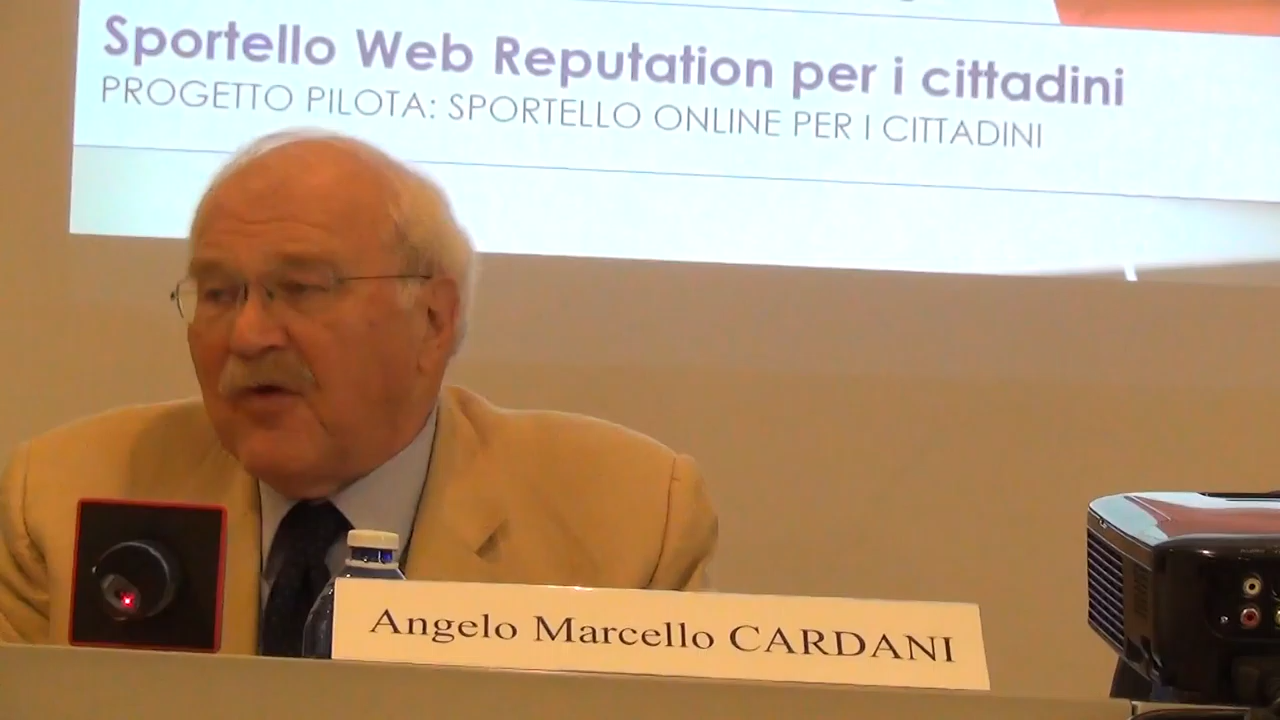 Sportello Web Reputation per i cittadini
PROGETTO PILOTA: SPORTELLO ONLINE PER I CITTADINI
Angelo Marcello CARDANI